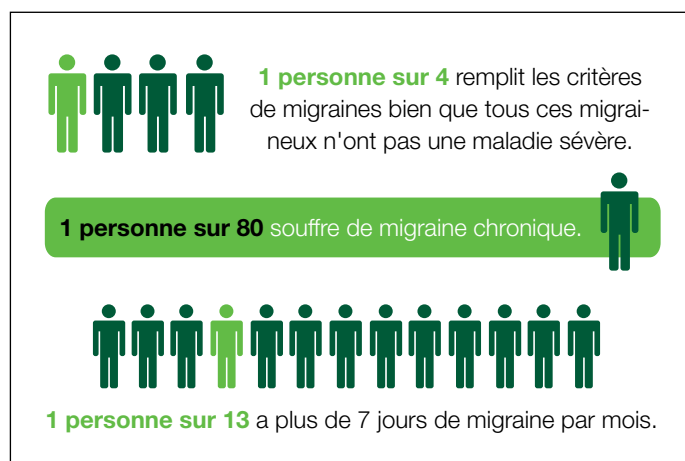 1 personne sur 4 remplit les critères
de migraines bien que tous ces migrai-
neux n'ont pas une maladie sévère.
1 personne sur 80 souffre de migraine chronique.
1 personne sur 13 a plus de 7 jours de migraine par mois.